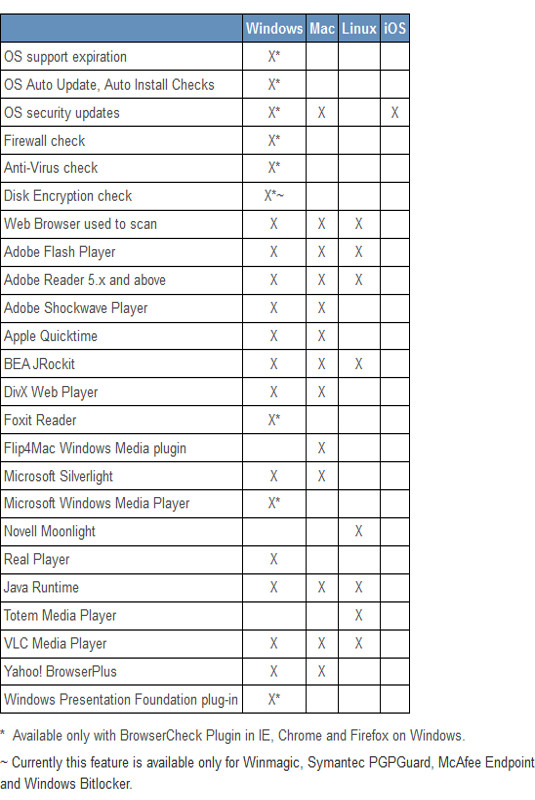 Windows Mac Linux iOS
OS support expiration X*
OS Auto Update, Auto Install Checks X*
OS security updates X* X X
Firewall check X*
Anti-Virus check X*
Disk Encryption check X*~
Web Browser used to scan X X X
Adobe Flash Player X X X
Adobe Reader 5.x and above X X X
Adobe Shockwave Player X X
Apple Quicktime X X
BEA JRockit X X X
DivX Web Player X X
Foxit Reader X*
Flip4Mac Windows Media plugin X
Microsoft Silverlight X X
Microsoft Windows Media Player X*
Novell Moonlight X
Real Player X
Java Runtime X X X
Totem Media Player X
VLC Media Player X X X
Yahoo! BrowserPlus X X
Windows Presentation Foundation plug-in X*
* Available only with BrowserCheck Plugin in IE, Chrome and Firefox on Windows.
~ Currently this feature is available only for Winmagic, Symantec PGPGuard, McAfee Endpoint
and Windows Bitlocker.